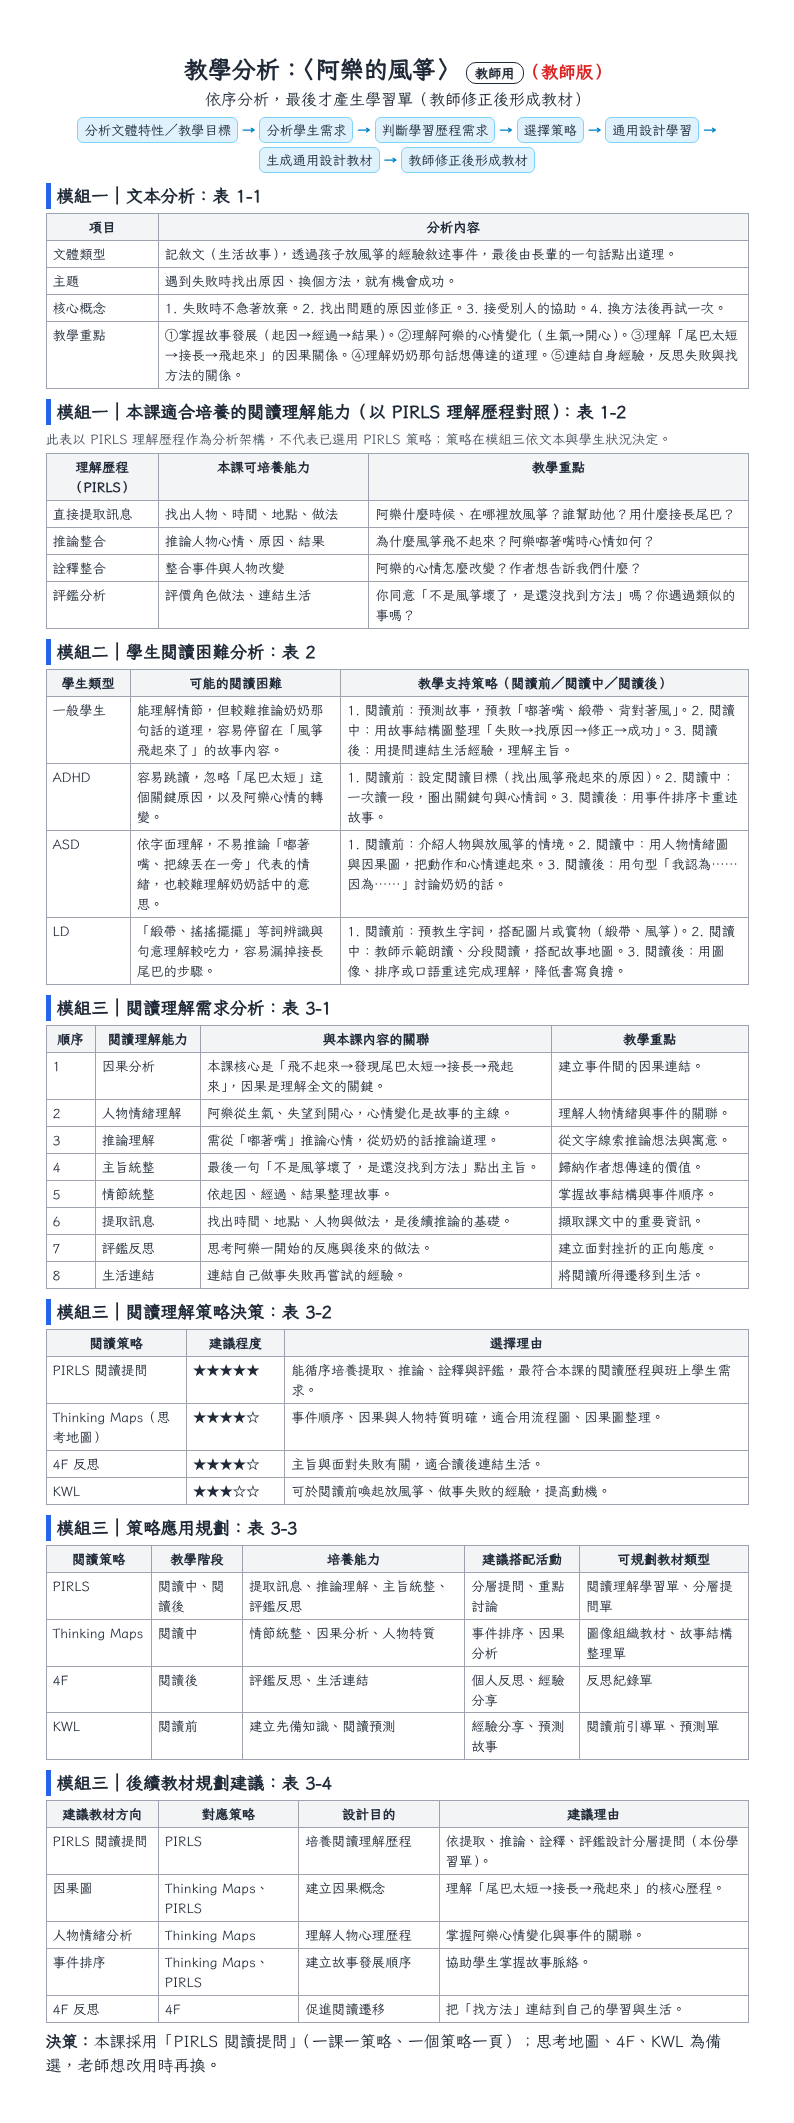 教學分析：〈阿樂的風箏〉 教師用 （教師版）
依序分析，最後才產生學習單（教師修正後形成教材）
分析文體特性／教學目標 → 分析學生需求 → 判斷學習歷程需求 → 選擇策略 → 通用設計學習 →
生成通用設計教材 → 教師修正後形成教材
模組一｜文本分析：表 1-1
項目 分析內容
文體類型 記敘文（生活故事），透過孩子放風箏的經驗敘述事件，最後由長輩的一句話點出道理。
主題 遇到失敗時找出原因、換個方法，就有機會成功。
核心概念 1. 失敗時不急著放棄。2. 找出問題的原因並修正。3. 接受別人的協助。4. 換方法後再試一次。
教學重點 ①掌握故事發展（起因→經過→結果）。②理解阿樂的心情變化（生氣→開心）。③理解「尾巴太短
→接長→飛起來」的因果關係。④理解奶奶那句話想傳達的道理。⑤連結自身經驗，反思失敗與找
方法的關係。
模組一｜本課適合培養的閱讀理解能力（以 PIRLS 理解歷程對照）：表 1-2
此表以 PIRLS 理解歷程作為分析架構，不代表已選用 PIRLS 策略；策略在模組三依文本與學生狀況決定。
理解歷程 本課可培養能力 教學重點
（PIRLS）
直接提取訊息 找出人物、時間、地點、做法 阿樂什麼時候、在哪裡放風箏？誰幫助他？用什麼接長尾巴？
推論整合 推論人物心情、原因、結果 為什麼風箏飛不起來？阿樂嘟著嘴時心情如何？
詮釋整合 整合事件與人物改變 阿樂的心情怎麼改變？作者想告訴我們什麼？
評鑑分析 評價角色做法、連結生活 你同意「不是風箏壞了，是還沒找到方法」嗎？你遇過類似的
事嗎？
模組二｜學生閱讀困難分析：表 2
學生類型 可能的閱讀困難 教學支持策略（閱讀前／閱讀中／閱讀後）
一般學生 能理解情節，但較難推論奶奶那 1. 閱讀前：預測故事，預教「嘟著嘴、緞帶、背對著風」。2. 閱讀
句話的道理，容易停留在「風箏 中：用故事結構圖整理「失敗→找原因→修正→成功」。3. 閱讀
飛起來了」的故事內容。 後：用提問連結生活經驗，理解主旨。
ADHD 容易跳讀，忽略「尾巴太短」這 1. 閱讀前：設定閱讀目標（找出風箏飛起來的原因）。2. 閱讀中：
個關鍵原因，以及阿樂心情的轉 一次讀一段，圈出關鍵句與心情詞。3. 閱讀後：用事件排序卡重述
變。 故事。
ASD 依字面理解，不易推論「嘟著 1. 閱讀前：介紹人物與放風箏的情境。2. 閱讀中：用人物情緒圖
嘴、把線丟在一旁」代表的情 與因果圖，把動作和心情連起來。3. 閱讀後：用句型「我認為……
緒，也較難理解奶奶話中的意 因為……」討論奶奶的話。
思。
LD 「緞帶、搖搖擺擺」等詞辨識與 1. 閱讀前：預教生字詞，搭配圖片或實物（緞帶、風箏）。2. 閱讀
句意理解較吃力，容易漏掉接長 中：教師示範朗讀、分段閱讀，搭配故事地圖。3. 閱讀後：用圖
尾巴的步驟。 像、排序或口語重述完成理解，降低書寫負擔。
模組三｜閱讀理解需求分析：表 3-1
順序 閱讀理解能力 與本課內容的關聯 教學重點
1 因果分析 本課核心是「飛不起來→發現尾巴太短→接長→飛起 建立事件間的因果連結。
來」，因果是理解全文的關鍵。
2 人物情緒理解 阿樂從生氣、失望到開心，心情變化是故事的主線。 理解人物情緒與事件的關聯。
3 推論理解 需從「嘟著嘴」推論心情，從奶奶的話推論道理。 從文字線索推論想法與寓意。
4 主旨統整 最後一句「不是風箏壞了，是還沒找到方法」點出主旨。 歸納作者想傳達的價值。
5 情節統整 依起因、經過、結果整理故事。 掌握故事結構與事件順序。
6 提取訊息 找出時間、地點、人物與做法，是後續推論的基礎。 擷取課文中的重要資訊。
7 評鑑反思 思考阿樂一開始的反應與後來的做法。 建立面對挫折的正向態度。
8 生活連結 連結自己做事失敗再嘗試的經驗。 將閱讀所得遷移到生活。
模組三｜閱讀理解策略決策：表 3-2
閱讀策略 建議程度 選擇理由
PIRLS 閱讀提問 ★★★★★ 能循序培養提取、推論、詮釋與評鑑，最符合本課的閱讀歷程與班上學生需
求。
Thinking Maps（思 ★★★★☆ 事件順序、因果與人物特質明確，適合用流程圖、因果圖整理。
考地圖）
4F 反思 ★★★★☆ 主旨與面對失敗有關，適合讀後連結生活。
KWL ★★★☆☆ 可於閱讀前喚起放風箏、做事失敗的經驗，提高動機。
模組三｜策略應用規劃：表 3-3
閱讀策略 教學階段 培養能力 建議搭配活動 可規劃教材類型
PIRLS 閱讀中、閱 提取訊息、推論理解、主旨統整、 分層提問、重點 閱讀理解學習單、分層提
讀後 評鑑反思 討論 問單
Thinking Maps 閱讀中 情節統整、因果分析、人物特質 事件排序、因果 圖像組織教材、故事結構
分析 整理單
4F 閱讀後 評鑑反思、生活連結 個人反思、經驗 反思紀錄單
分享
KWL 閱讀前 建立先備知識、閱讀預測 經驗分享、預測 閱讀前引導單、預測單
故事
模組三｜後續教材規劃建議：表 3-4
建議教材方向 對應策略 設計目的 建議理由
PIRLS 閱讀提問 PIRLS 培養閱讀理解歷程 依提取、推論、詮釋、評鑑設計分層提問（本份學
習單）。
因果圖 Thinking Maps、 建立因果概念 理解「尾巴太短→接長→飛起來」的核心歷程。
PIRLS
人物情緒分析 Thinking Maps 理解人物心理歷程 掌握阿樂心情變化與事件的關聯。
事件排序 Thinking Maps、 建立故事發展順序 協助學生掌握故事脈絡。
PIRLS
4F 反思 4F 促進閱讀遷移 把「找方法」連結到自己的學習與生活。
決策：本課採用「PIRLS 閱讀提問」（一課一策略、一個策略一頁）；思考地圖、4F、KWL 為備
選，老師想改用時再換。